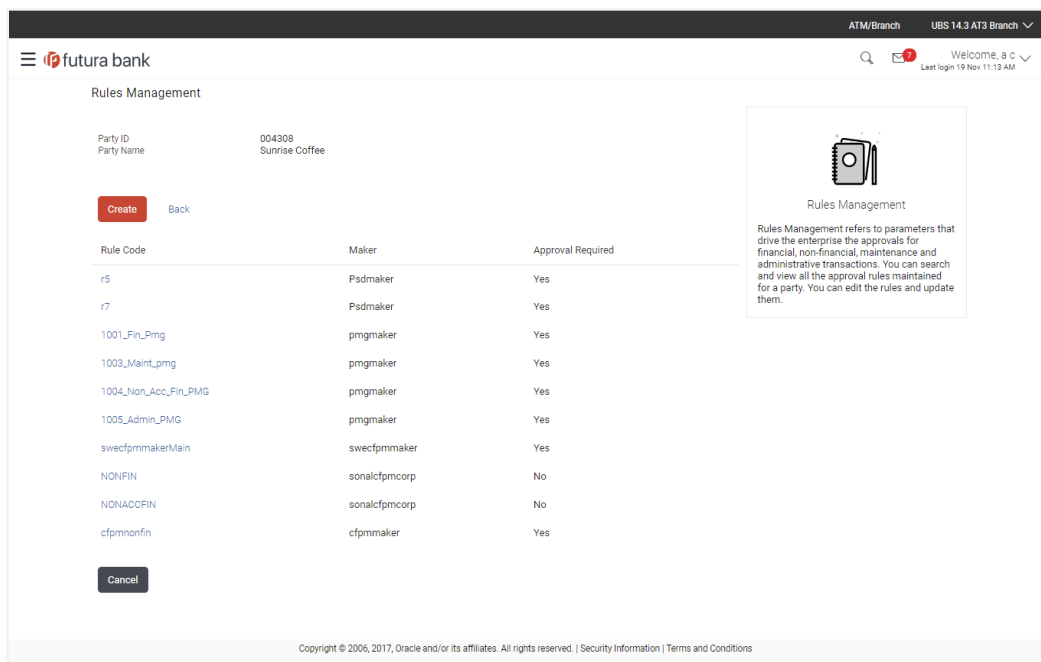 ATM/Branch UBS 14.3 AT3 Branch
futura bank
7
Welcome, a c
Last login 19 Nov 11:13 AM
Rules Management
Party ID 004308
Party Name Sunrise Coffee
Create Back
Rule Code Maker Approval Required
r5 Psdmaker Yes
r7 Psdmaker Yes
1001_Fin_Pmg pmgmaker Yes
1003_Maint_pmg pmgmaker Yes
1004_Non_Acc_Fin_PMG pmgmaker Yes
1005_Admin_PMG pmgmaker Yes
swecfpmmakerMain swecfpmmaker Yes
NONFIN sonalcfpmcorp No
NONACCFIN sonalcfpmcorp No
cfpmnonfin cfpmmaker Yes
Cancel
Rules Management
Rules Management refers to parameters that
drive the enterprise the approvals for
financial, non-financial, maintenance and
administrative transactions. You can search
and view all the approval rules maintained
for a party. You can edit the rules and update
them.
Copyright © 2006, 2017, Oracle and/or its affiliates. All rights reserved. | Security Information | Terms and Conditions